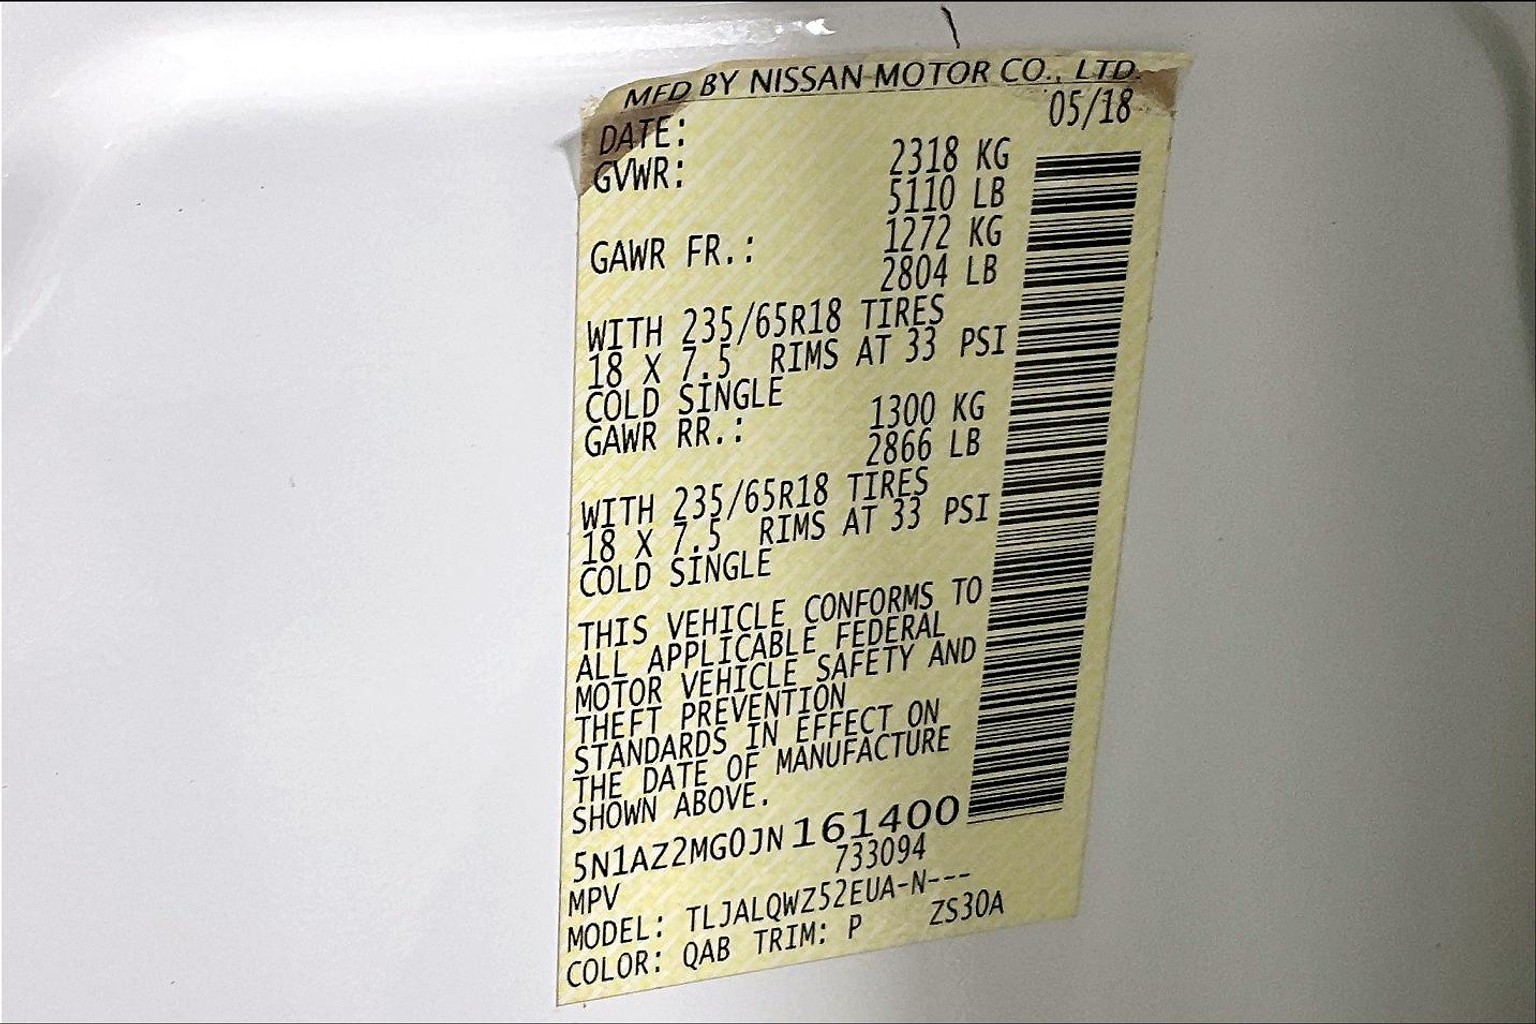 MFD BY NISSAN MOTOR CO., LTD.
DATE: 05/18
GVWR: 2318 KG
5110 LB
GAWR FR.: 1272 KG
2804 LB
WITH 235/65R18 TIRES
18 X 7.5 RIMS AT 33 PSI
COLD SINGLE
GAWR RR.: 1300 KG
2866 LB
WITH 235/65R18 TIRES
18 X 7.5 RIMS AT 33 PSI
COLD SINGLE
THIS VEHICLE CONFORMS TO
ALL APPLICABLE FEDERAL
MOTOR VEHICLE SAFETY AND
THEFT PREVENTION
STANDARDS IN EFFECT ON
THE DATE OF MANUFACTURE
SHOWN ABOVE.
5N1AZ2MG0JN161400
MPV 733094
MODEL: TLJALQWZ52EUA-N---
COLOR: QAB TRIM: P ZS30A